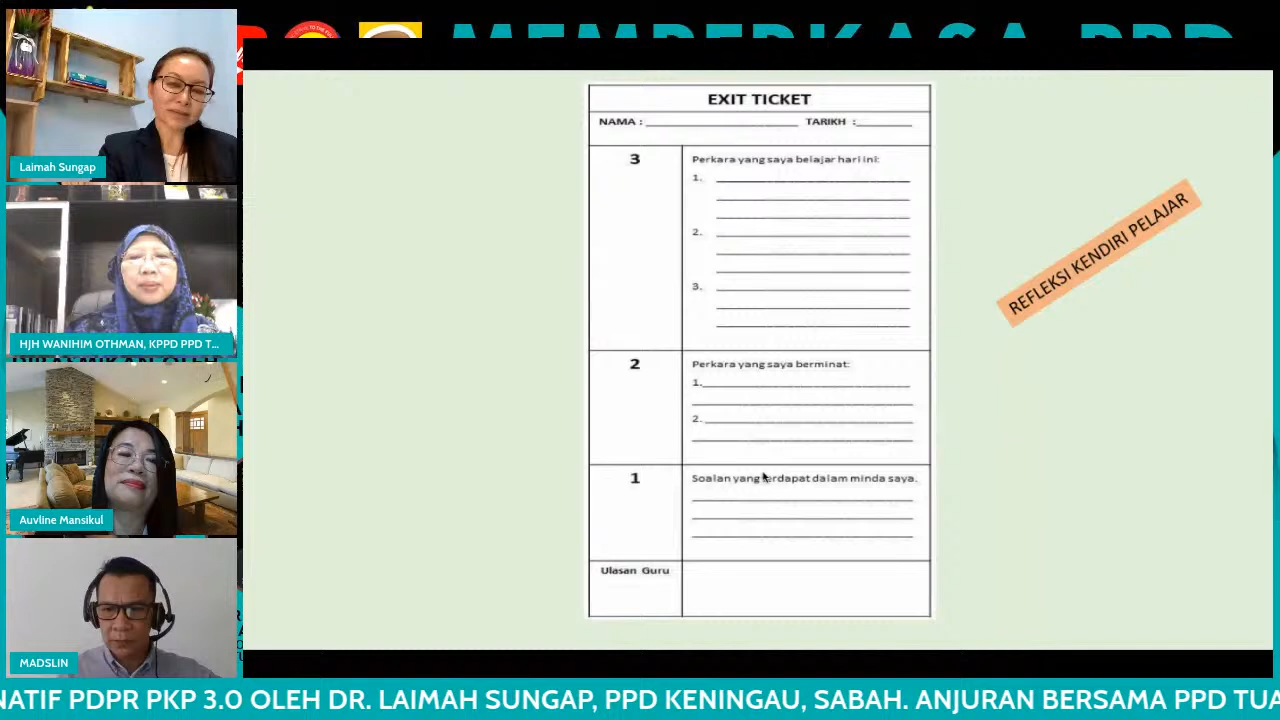 MEMPERKASA PPD
Laimah Sungap
HJH WANIHIM OTHMAN, KPPD PPD T...
Auvline Mansikul
MADSLIN
EXIT TICKET
NAMA : TARIKH :
3
Perkara yang saya belajar hari ini:
1.
2.
3.
2
Perkara yang saya berminat:
1.
2.
1
Soalan yang terdapat dalam minda saya.
Ulasan Guru
REFLEKSI KENDIRI PELAJAR
NATIF PDPR PKP 3.0 OLEH DR. LAIMAH SUNGAP, PPD KENINGAU, SABAH. ANJURAN BERSAMA PPD TUA